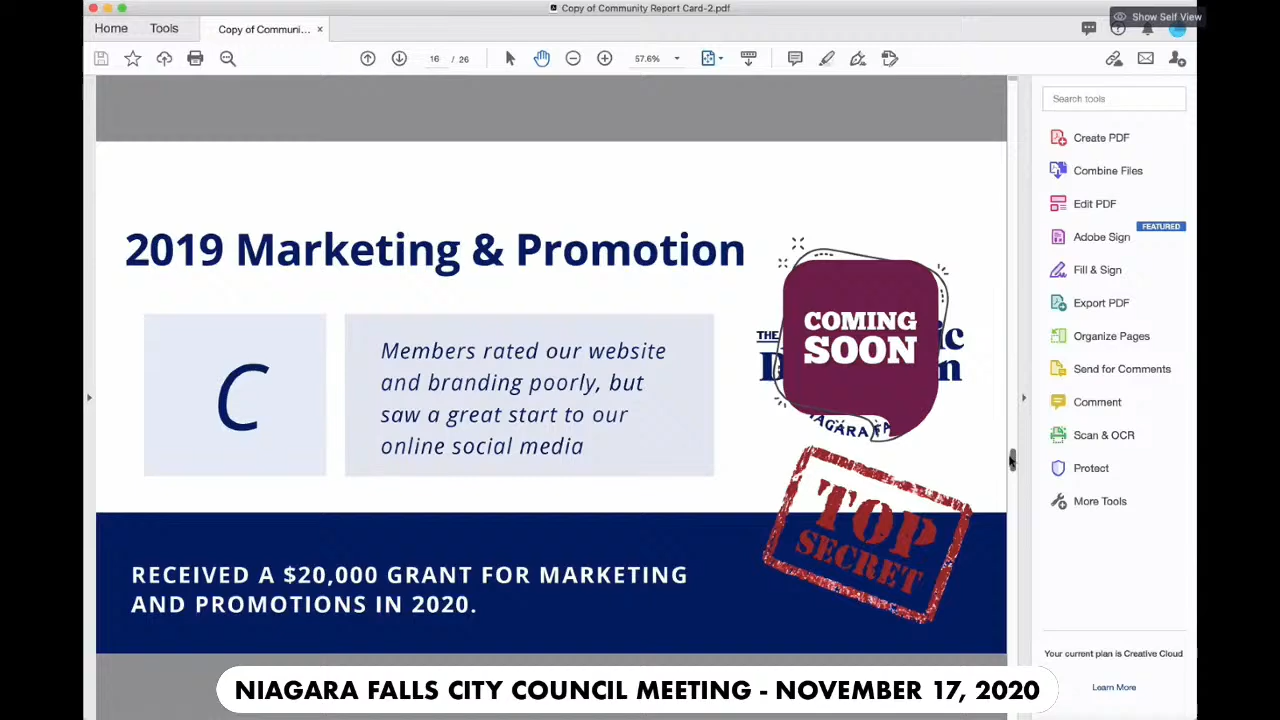 Copy of Community Report Card-2.pdf
Show Self View
Home
Tools
Copy of Communi...
×
16 / 26
57.6%
Search tools
Create PDF
Combine Files
Edit PDF
FEATURED
Adobe Sign
Fill & Sign
Export PDF
Organize Pages
Send for Comments
Comment
Scan & OCR
Protect
More Tools
Your current plan is Creative Cloud
Learn More
2019 Marketing & Promotion
C
Members rated our website
and branding poorly, but
saw a great start to our
online social media
THE
COMING
SOON
TOP
SECRET
RECEIVED A $20,000 GRANT FOR MARKETING
AND PROMOTIONS IN 2020.
NIAGARA FALLS CITY COUNCIL MEETING - NOVEMBER 17, 2020